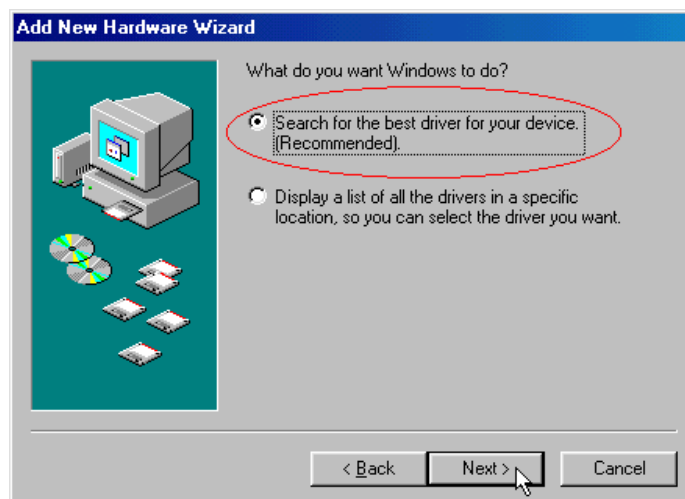 Add New Hardware Wizard
What do you want Windows to do?
Search for the best driver for your device.
(Recommended).
Display a list of all the drivers in a specific
location, so you can select the driver you want.
< Back
Next >
Cancel